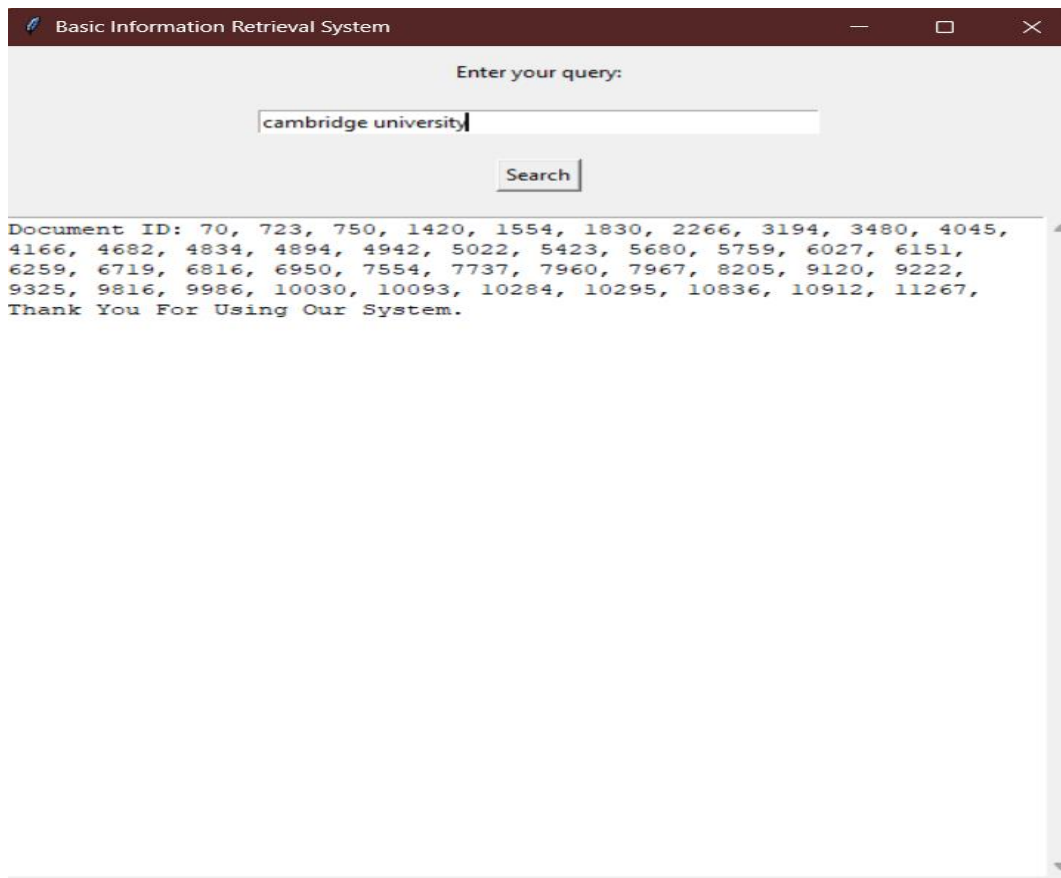 Basic Information Retrieval System
Enter your query:
cambridge university
Search
Document ID: 70, 723, 750, 1420, 1554, 1830, 2266, 3194, 3480, 4045,
4166, 4682, 4834, 4894, 4942, 5022, 5423, 5680, 5759, 6027, 6151,
6259, 6719, 6816, 6950, 7554, 7737, 7960, 7967, 8205, 9120, 9222,
9325, 9816, 9986, 10030, 10093, 10284, 10295, 10836, 10912, 11267,
Thank You For Using Our System.